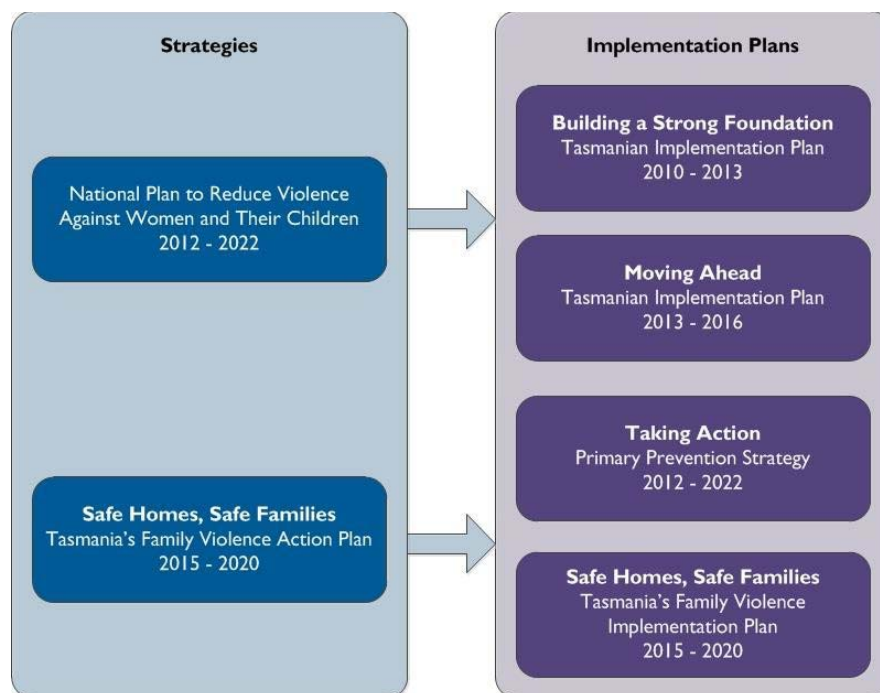 Strategies
National Plan to Reduce Violence
Against Women and Their Children
2012 - 2022
Safe Homes, Safe Families
Tasmania's Family Violence Action Plan
2015 - 2020
Implementation Plans
Building a Strong Foundation
Tasmanian Implementation Plan
2010 - 2013
Moving Ahead
Tasmanian Implementation Plan
2013 - 2016
Taking Action
Primary Prevention Strategy
2012 - 2022
Safe Homes, Safe Families
Tasmania's Family Violence
Implementation Plan
2015 - 2020